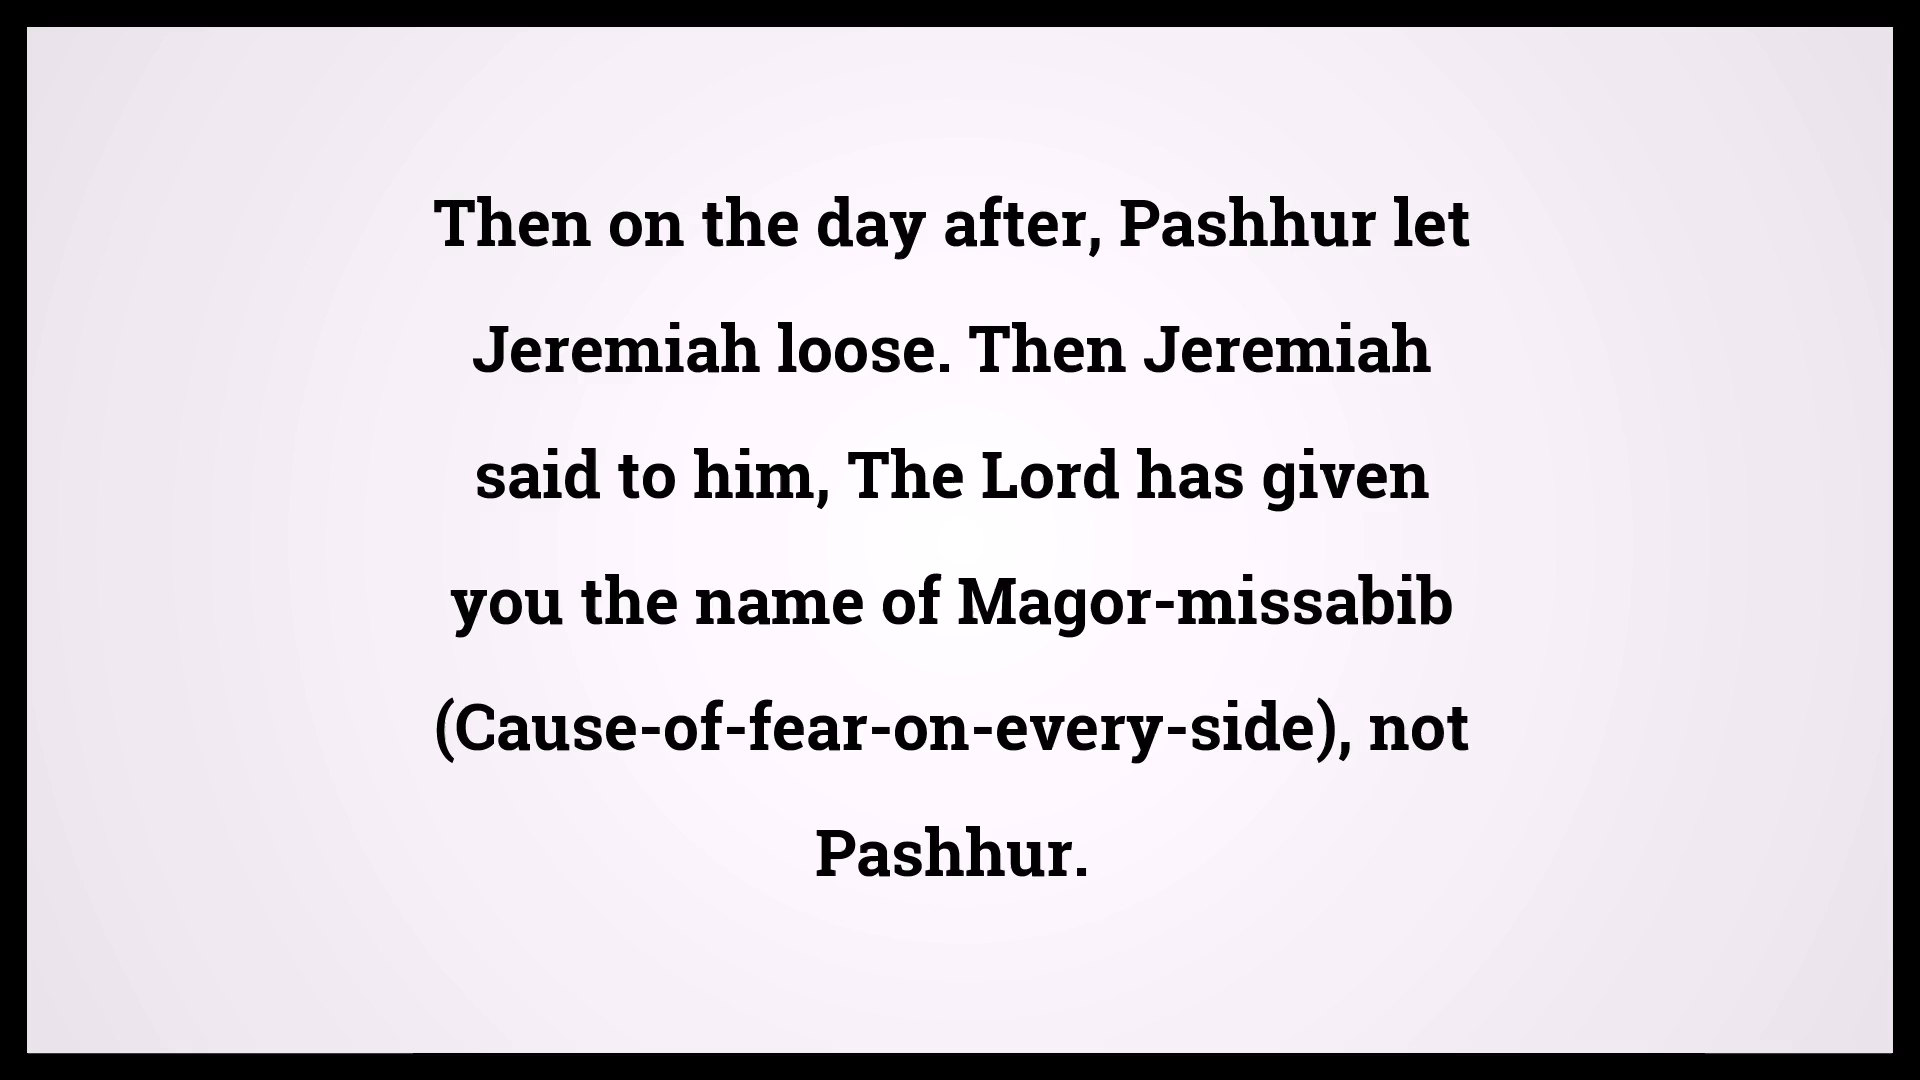 Then on the day after, Pashhur let
Jeremiah loose. Then Jeremiah
said to him, The Lord has given
you the name of Magor-missabib
(Cause-of-fear-on-every-side), not
Pashhur.